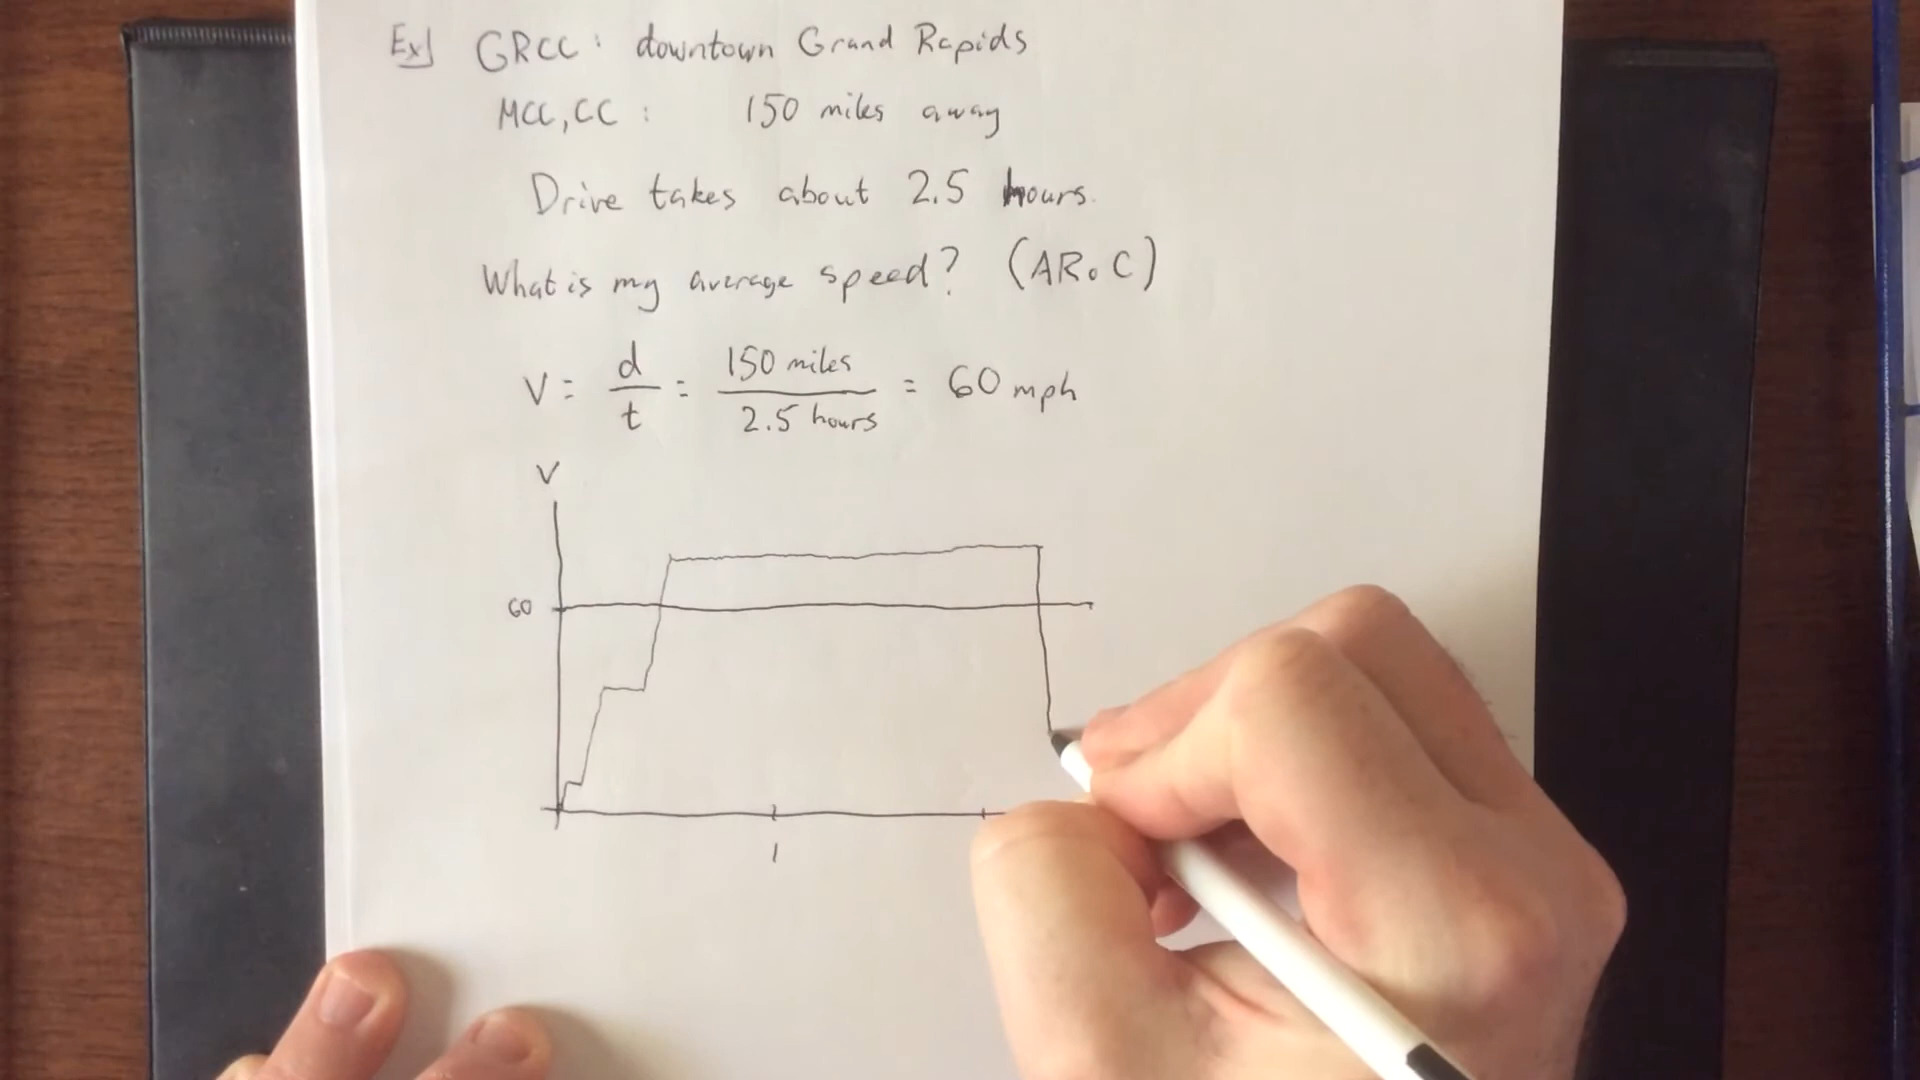 Ex] GRCC: downtown Grand Rapids
MCC, CC: 150 miles away
Drive takes about 2.5 hours.
What is my average speed? (ARoC)
V = d/t = 150 miles / 2.5 hours = 60 mph
V
60
1